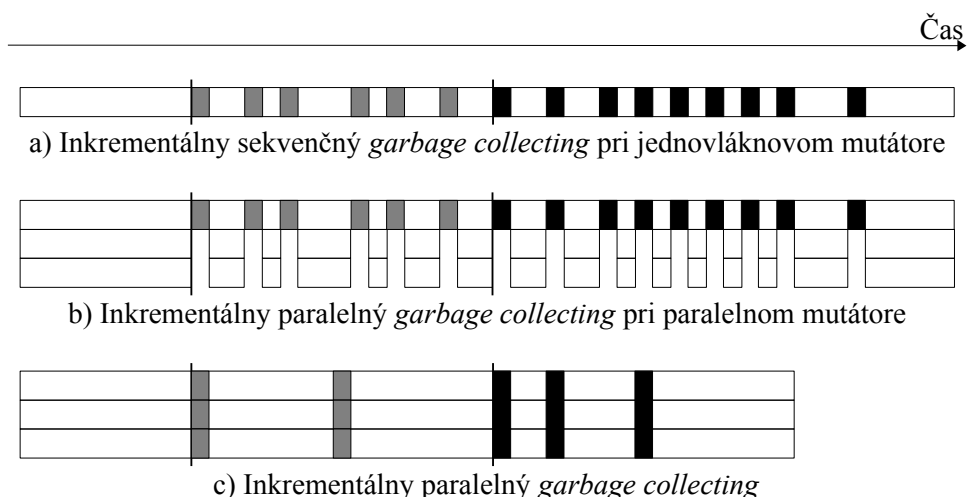 Čas
a) Inkrementálny sekvenčný garbage collecting pri jednovláknovom mutátore
b) Inkrementálny paralelný garbage collecting pri paralelnom mutátore
c) Inkrementálny paralelný garbage collecting